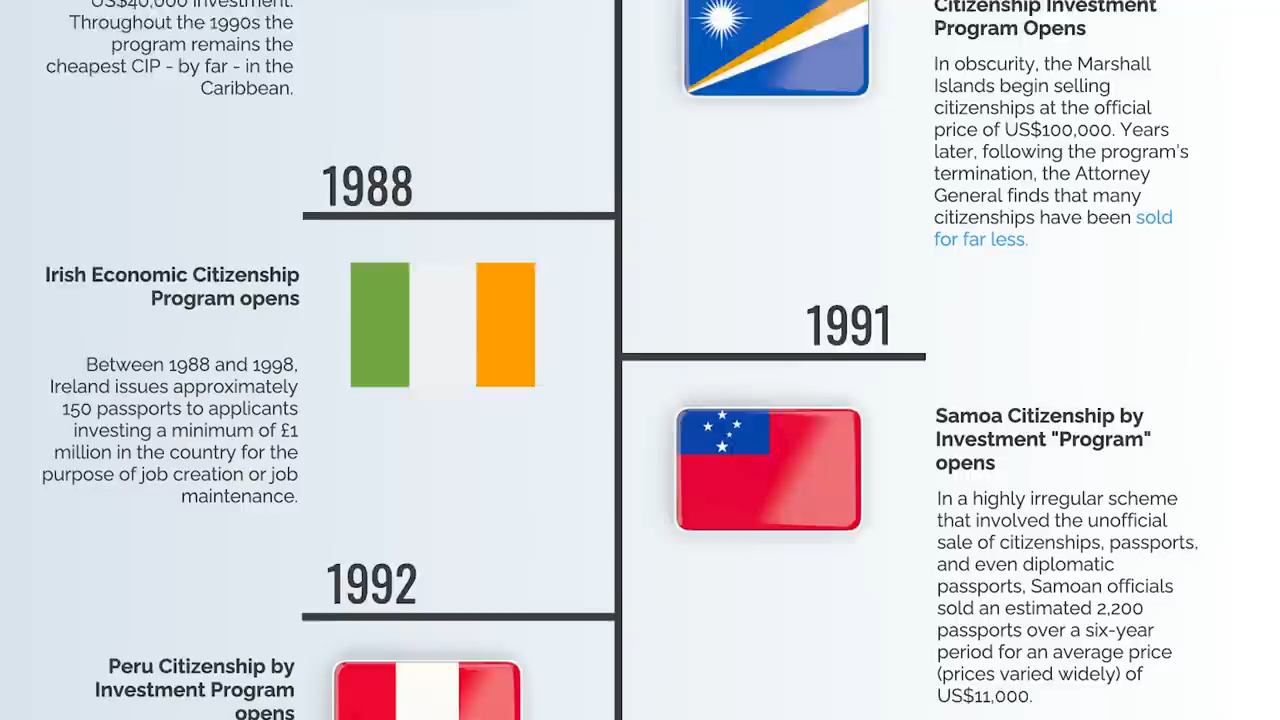 US$40,000 investment.
Throughout the 1990s the
program remains the
cheapest CIP - by far - in the
Caribbean.
Citizenship Investment
Program Opens
In obscurity, the Marshall
Islands begin selling
citizenships at the official
price of US$100,000. Years
later, following the program's
termination, the Attorney
General finds that many
citizenships have been sold
for far less.
1988
Irish Economic Citizenship
Program opens
Between 1988 and 1998,
Ireland issues approximately
150 passports to applicants
investing a minimum of £1
million in the country for the
purpose of job creation or job
maintenance.
1991
Samoa Citizenship by
Investment "Program"
opens
In a highly irregular scheme
that involved the unofficial
sale of citizenships, passports,
and even diplomatic
passports, Samoan officials
sold an estimated 2,200
passports over a six-year
period for an average price
(prices varied widely) of
US$11,000.
1992
Peru Citizenship by
Investment Program
opens